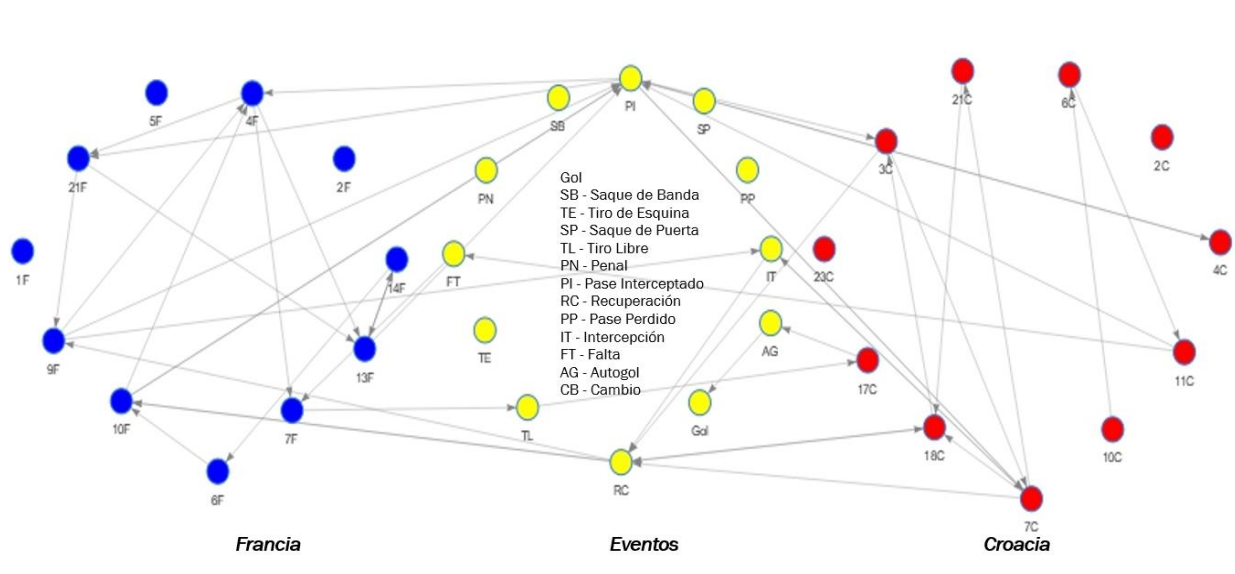 21C
6C
5F
4F
SB
PI
SP
3C
2C
21F
2F
PN
PP
Gol
SB - Saque de Banda
TE - Tiro de Esquina
SP - Saque de Puerta
TL - Tiro Libre
PN - Penal
PI - Pase Interceptado
RC - Recuperación
PP - Pase Perdido
IT - Intercepción
FT - Falta
AG - Autogol
CB - Cambio
1F
14F
FT
IT
23C
4C
9F
13F
TE
AG
17C
11C
10F
7F
TL
Gol
18C
10C
6F
RC
7C
Francia
Eventos
Croacia